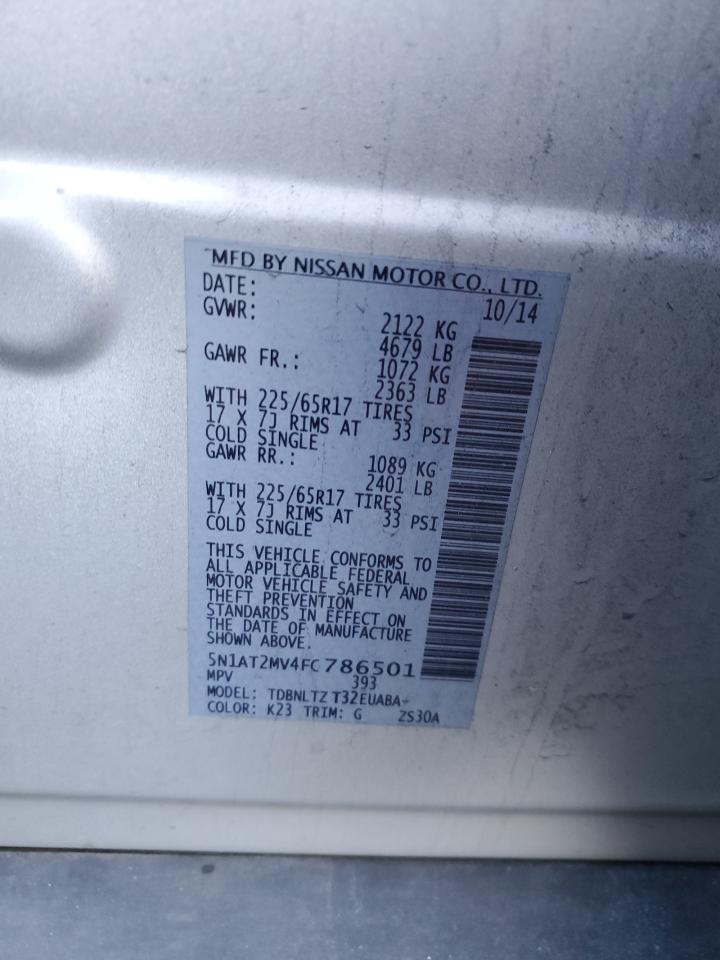 MFD BY NISSAN MOTOR CO., LTD.
DATE: 10/14
GVWR: 2122 KG
4679 LB
GAWR FR.: 1072 KG
2363 LB
WITH 225/65R17 TIRES
17 X 7J RIMS AT 33 PSI
COLD SINGLE
GAWR RR.: 1089 KG
2401 LB
WITH 225/65R17 TIRES
17 X 7J RIMS AT 33 PSI
COLD SINGLE
THIS VEHICLE CONFORMS TO
ALL APPLICABLE FEDERAL
MOTOR VEHICLE SAFETY AND
THEFT PREVENTION
STANDARDS IN EFFECT ON
THE DATE OF MANUFACTURE
SHOWN ABOVE.
5N1AT2MV4FC786501
MPV 393
MODEL: TDBNLTZ T32EUABA-
COLOR: K23 TRIM: G ZS30A